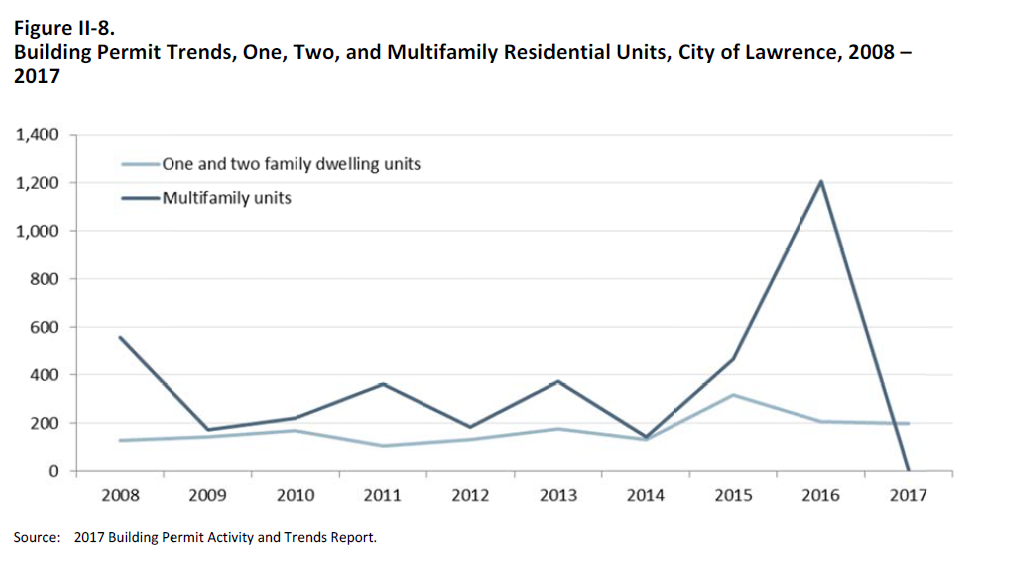 Figure II-8.
Building Permit Trends, One, Two, and Multifamily Residential Units, City of Lawrence, 2008 –
2017
1,400
1,200
1,000
800
600
400
200
0
One and two family dwelling units
Multifamily units
2008 2009 2010 2011 2012 2013 2014 2015 2016 2017
Source: 2017 Building Permit Activity and Trends Report.